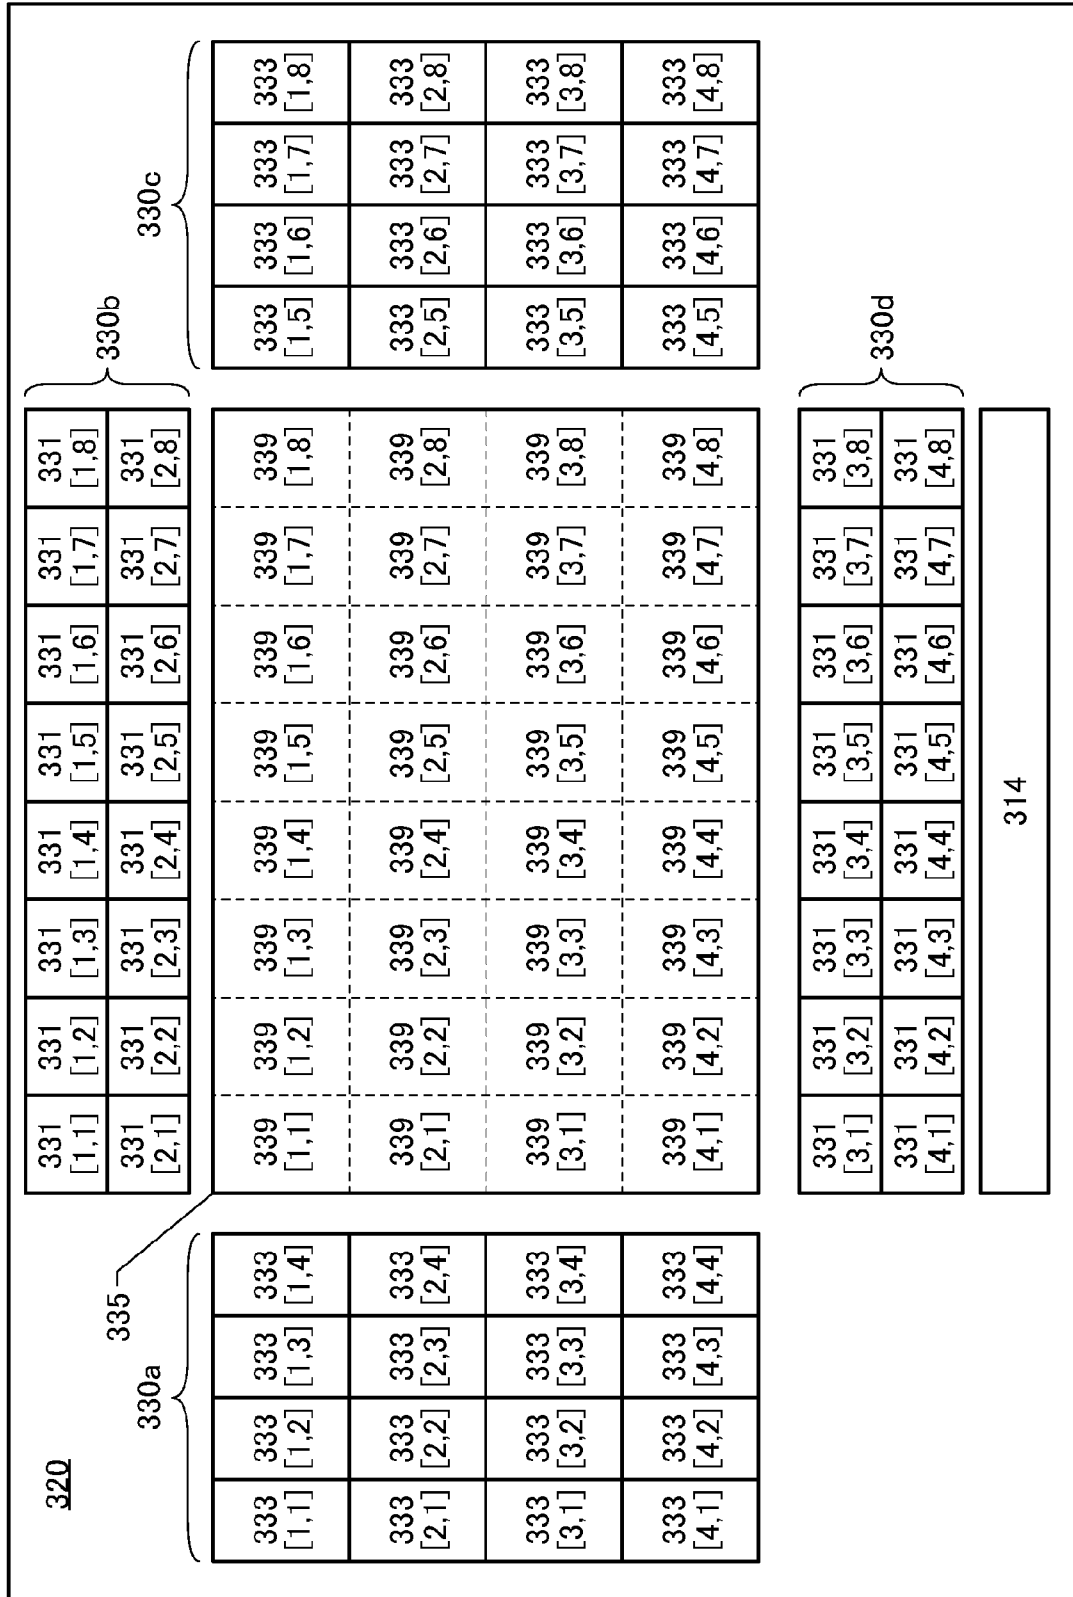 320
331 331 331 331 331 331 331 331
[1,1] [1,2] [1,3] [1,4] [1,5] [1,6] [1,7] [1,8]
331 331 331 331 331 331 331 331
[2,1] [2,2] [2,3] [2,4] [2,5] [2,6] [2,7] [2,8]
330b
335
330a
330c
333 333 333 333 339 339 339 339 339 339 339 339 333 333 333 333
[1,1] [1,2] [1,3] [1,4] [1,1] [1,2] [1,3] [1,4] [1,5] [1,6] [1,7] [1,8] [1,5] [1,6] [1,7] [1,8]
333 333 333 333 339 339 339 339 339 339 339 339 333 333 333 333
[2,1] [2,2] [2,3] [2,4] [2,1] [2,2] [2,3] [2,4] [2,5] [2,6] [2,7] [2,8] [2,5] [2,6] [2,7] [2,8]
333 333 333 333 339 339 339 339 339 339 339 339 333 333 333 333
[3,1] [3,2] [3,3] [3,4] [3,1] [3,2] [3,3] [3,4] [3,5] [3,6] [3,7] [3,8] [3,5] [3,6] [3,7] [3,8]
333 333 333 333 339 339 339 339 339 339 339 339 333 333 333 333
[4,1] [4,2] [4,3] [4,4] [4,1] [4,2] [4,3] [4,4] [4,5] [4,6] [4,7] [4,8] [4,5] [4,6] [4,7] [4,8]
331 331 331 331 331 331 331 331
[3,1] [3,2] [3,3] [3,4] [3,5] [3,6] [3,7] [3,8]
331 331 331 331 331 331 331 331
[4,1] [4,2] [4,3] [4,4] [4,5] [4,6] [4,7] [4,8]
330d
314